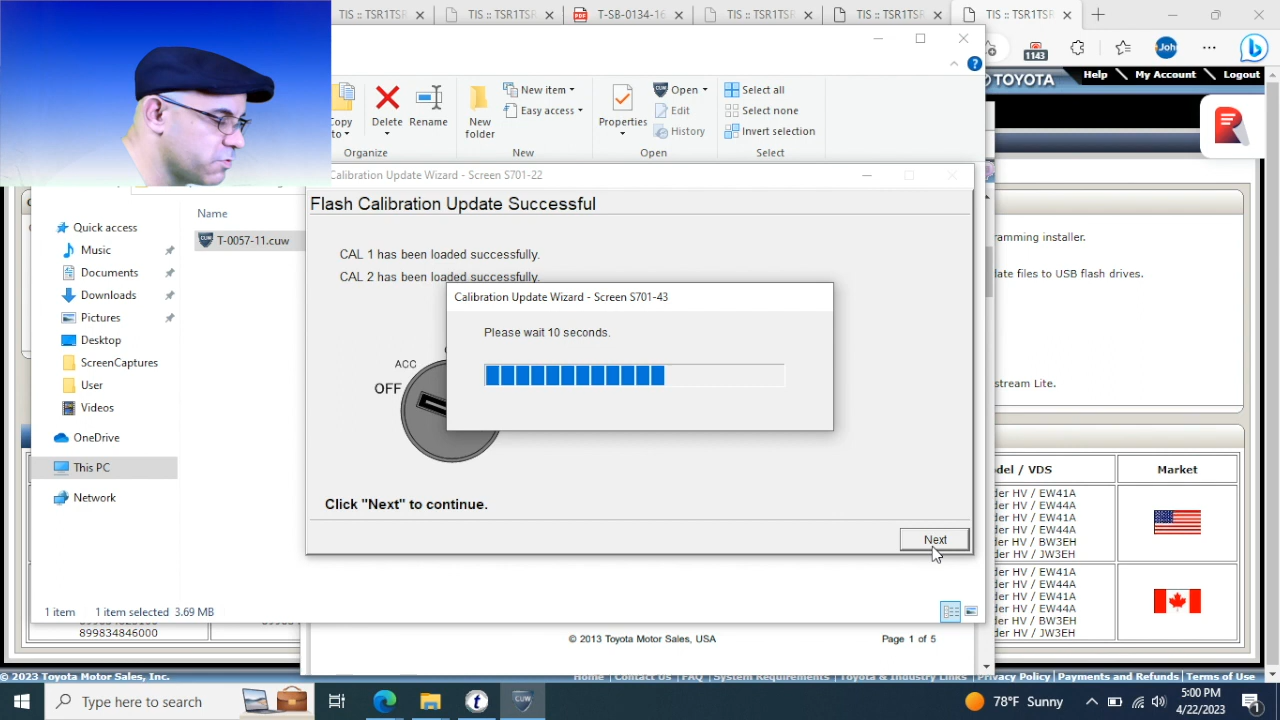 TIS :: TSR1TSR
TIS :: TSR1TSR
T-SB-0134-16
TIS :: TSR1TSR
TIS :: TSR1TSR
TIS :: TSR1TSR
1143
Joh
TOYOTA
Help
My Account
Logout
Copy to
Delete
Rename
New folder
New item
Easy access
Properties
Open
Edit
History
Select all
Select none
Invert selection
Organize
New
Open
Select
Calibration Update Wizard - Screen S701-22
Flash Calibration Update Successful
CAL 1 has been loaded successfully.
CAL 2 has been loaded successfully.
Calibration Update Wizard - Screen S701-43
Please wait 10 seconds.
ACC
OFF
Click "Next" to continue.
Next
Name
T-0057-11.cuw
Quick access
Music
Documents
Downloads
Pictures
Desktop
ScreenCaptures
User
Videos
OneDrive
This PC
Network
1 item
1 item selected 3.69 MB
899834846000
ramming installer.
date files to USB flash drives.
stream Lite.
del / VDS
Market
der HV / EW41A
der HV / EW44A
der HV / EW41A
der HV / EW44A
der HV / BW3EH
der HV / JW3EH
der HV / EW41A
der HV / EW44A
der HV / EW41A
der HV / EW44A
der HV / BW3EH
der HV / JW3EH
© 2013 Toyota Motor Sales, USA
Page 1 of 5
© 2023 Toyota Motor Sales, Inc.
Home
Contact Us
FAQ
System Requirements
Toyota & Industry Links
Privacy Policy
Payments and Refunds
Terms of Use
Type here to search
CUW
78°F Sunny
5:00 PM
4/22/2023
1